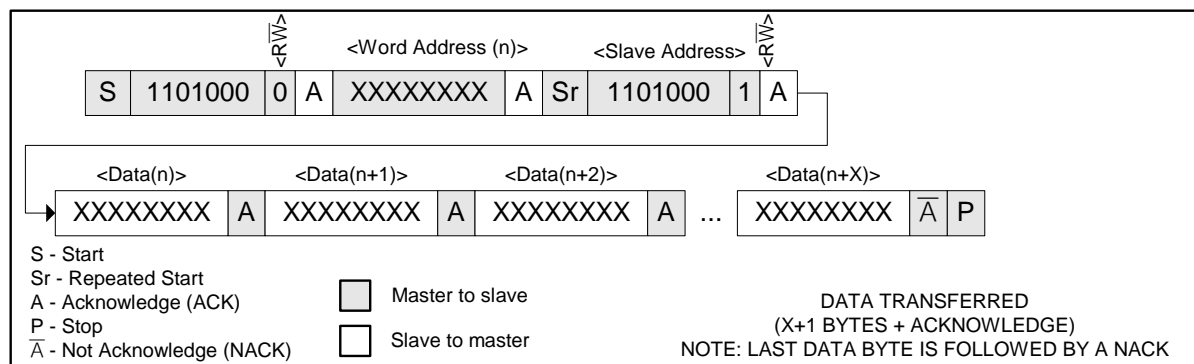 <RW̅> <Word Address (n)> <Slave Address> <RW̅>
S 1101000 0 A XXXXXXXX A Sr 1101000 1 A
<Data(n)> <Data(n+1)> <Data(n+2)> <Data(n+X)>
XXXXXXXX A XXXXXXXX A XXXXXXXX A ... XXXXXXXX A̅ P
S - Start
Sr - Repeated Start
A - Acknowledge (ACK)
P - Stop
A̅ - Not Acknowledge (NACK)
Master to slave
Slave to master
DATA TRANSFERRED
(X+1 BYTES + ACKNOWLEDGE)
NOTE: LAST DATA BYTE IS FOLLOWED BY A NACK